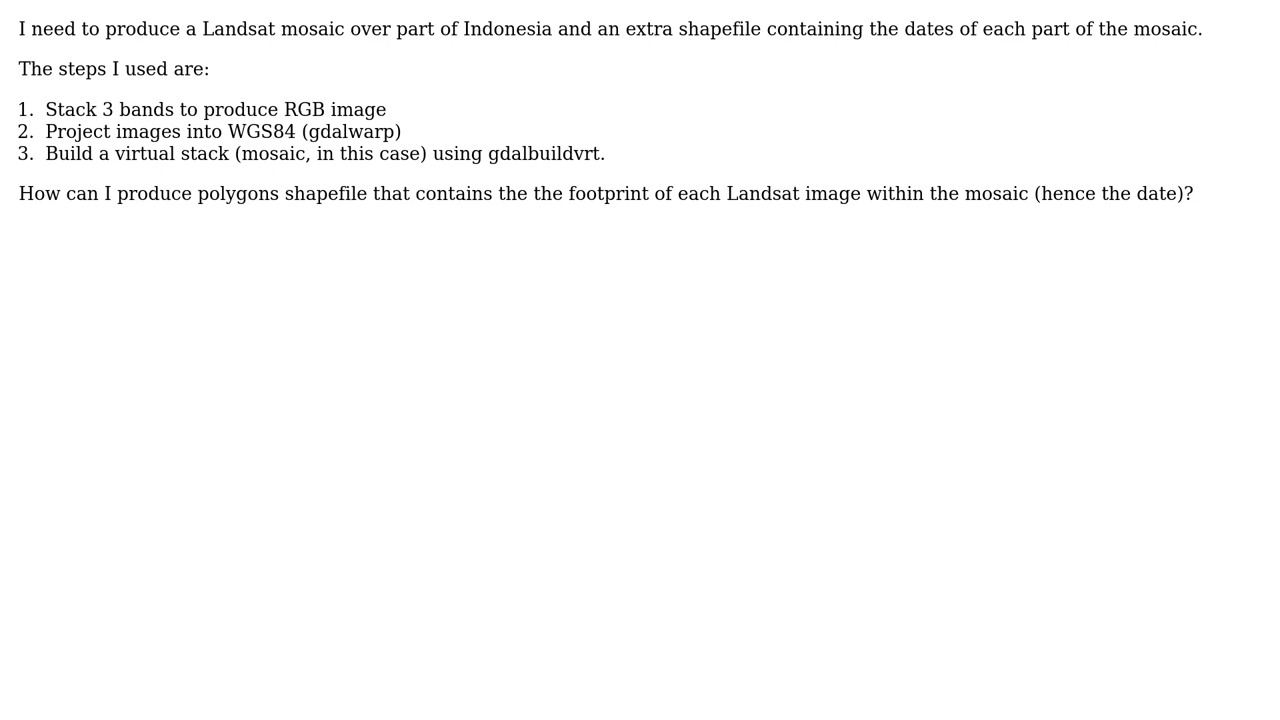 I need to produce a Landsat mosaic over part of Indonesia and an extra shapefile containing the dates of each part of the mosaic.
The steps I used are:
1. Stack 3 bands to produce RGB image
2. Project images into WGS84 (gdalwarp)
3. Build a virtual stack (mosaic, in this case) using gdalbuildvrt.
How can I produce polygons shapefile that contains the the footprint of each Landsat image within the mosaic (hence the date)?